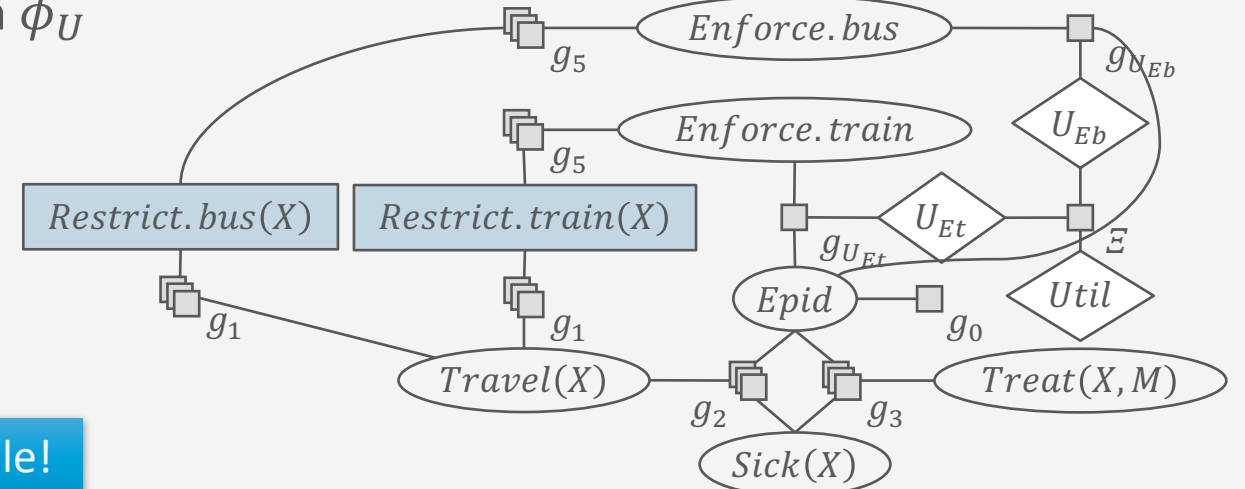 n ϕ_U
Enforce.bus
g_5
g_{U_{Eb}}
Enforce.train
U_{Eb}
g_5
Restrict.bus(X)
Restrict.train(X)
U_{Et}
g_{U_{Et}}
Ξ
Epid
Util
g_1
g_1
g_0
Travel(X)
Treat(X, M)
g_2
g_3
le!
Sick(X)